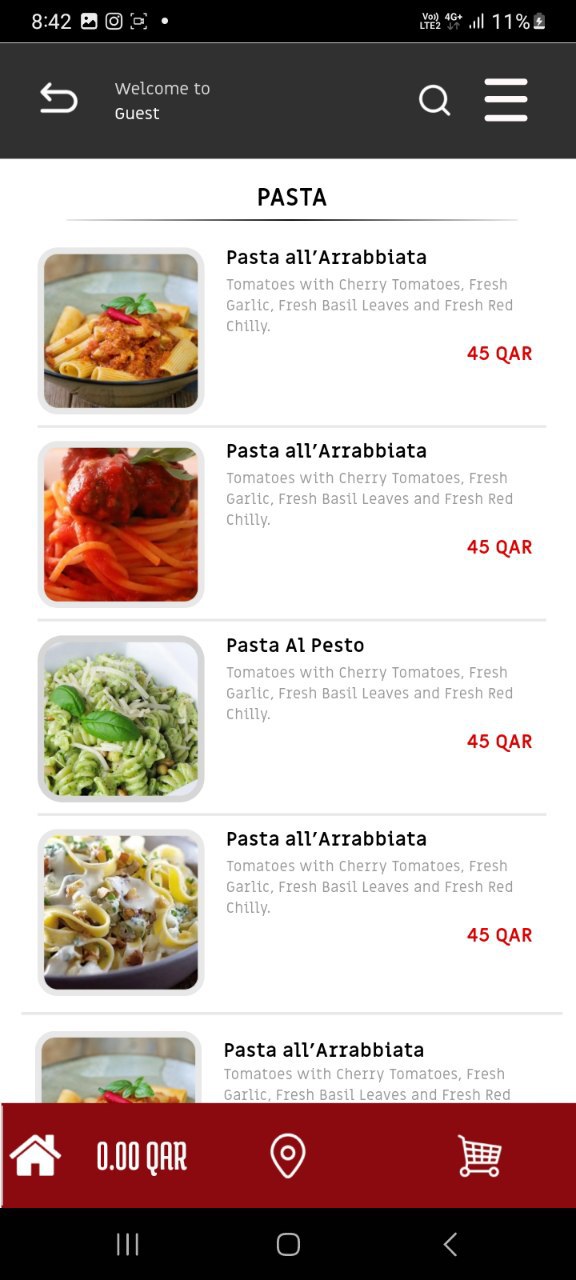 8:42
Vo))
LTE2
4G+
11%
Welcome to
Guest
PASTA
Pasta all'Arrabbiata
Tomatoes with Cherry Tomatoes, Fresh
Garlic, Fresh Basil Leaves and Fresh Red
Chilly.
45 QAR
Pasta all'Arrabbiata
Tomatoes with Cherry Tomatoes, Fresh
Garlic, Fresh Basil Leaves and Fresh Red
Chilly.
45 QAR
Pasta Al Pesto
Tomatoes with Cherry Tomatoes, Fresh
Garlic, Fresh Basil Leaves and Fresh Red
Chilly.
45 QAR
Pasta all'Arrabbiata
Tomatoes with Cherry Tomatoes, Fresh
Garlic, Fresh Basil Leaves and Fresh Red
Chilly.
45 QAR
Pasta all'Arrabbiata
Tomatoes with Cherry Tomatoes, Fresh
Garlic, Fresh Basil Leaves and Fresh Red
0.00 QAR